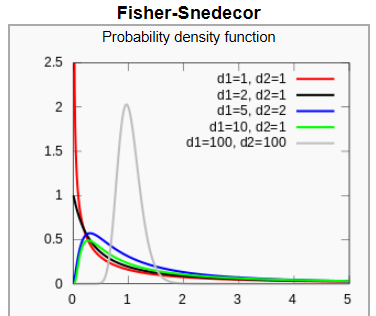 Fisher-Snedecor
Probability density function
2.5
2
1.5
1
0.5
0
d1=1, d2=1
d1=2, d2=1
d1=5, d2=2
d1=10, d2=1
d1=100, d2=100
0 1 2 3 4 5